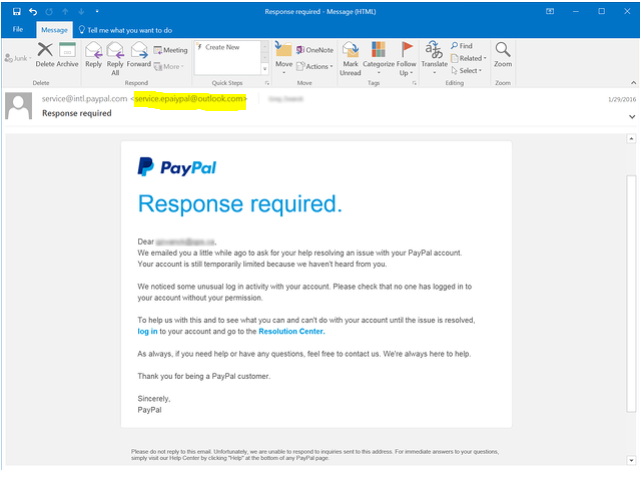 Response required - Message (HTML)
File Message Tell me what you want to do
Junk
Delete Archive
Reply Reply All Forward
Meeting
More
Create New
Move
OneNote
Actions
Mark Unread
Categorize
Follow Up
Translate
Find
Related
Select
Zoom
Delete Respond Quick Steps Move Tags Editing Zoom
service@intl.paypal.com <service.epaiypal@outlook.com>
1/29/2016
Response required
PayPal
Response required.
Dear
We emailed you a little while ago to ask for your help resolving an issue with your PayPal account.
Your account is still temporarily limited because we haven't heard from you.
We noticed some unusual log in activity with your account. Please check that no one has logged in to
your account without your permission.
To help us with this and to see what you can and can't do with your account until the issue is resolved,
log in to your account and go to the Resolution Center.
As always, if you need help or have any questions, feel free to contact us. We're always here to help.
Thank you for being a PayPal customer.
Sincerely,
PayPal
Please do not reply to this email. Unfortunately, we are unable to respond to inquiries sent to this address. For immediate answers to your questions,
simply visit our Help Center by clicking "Help" at the bottom of any PayPal page.